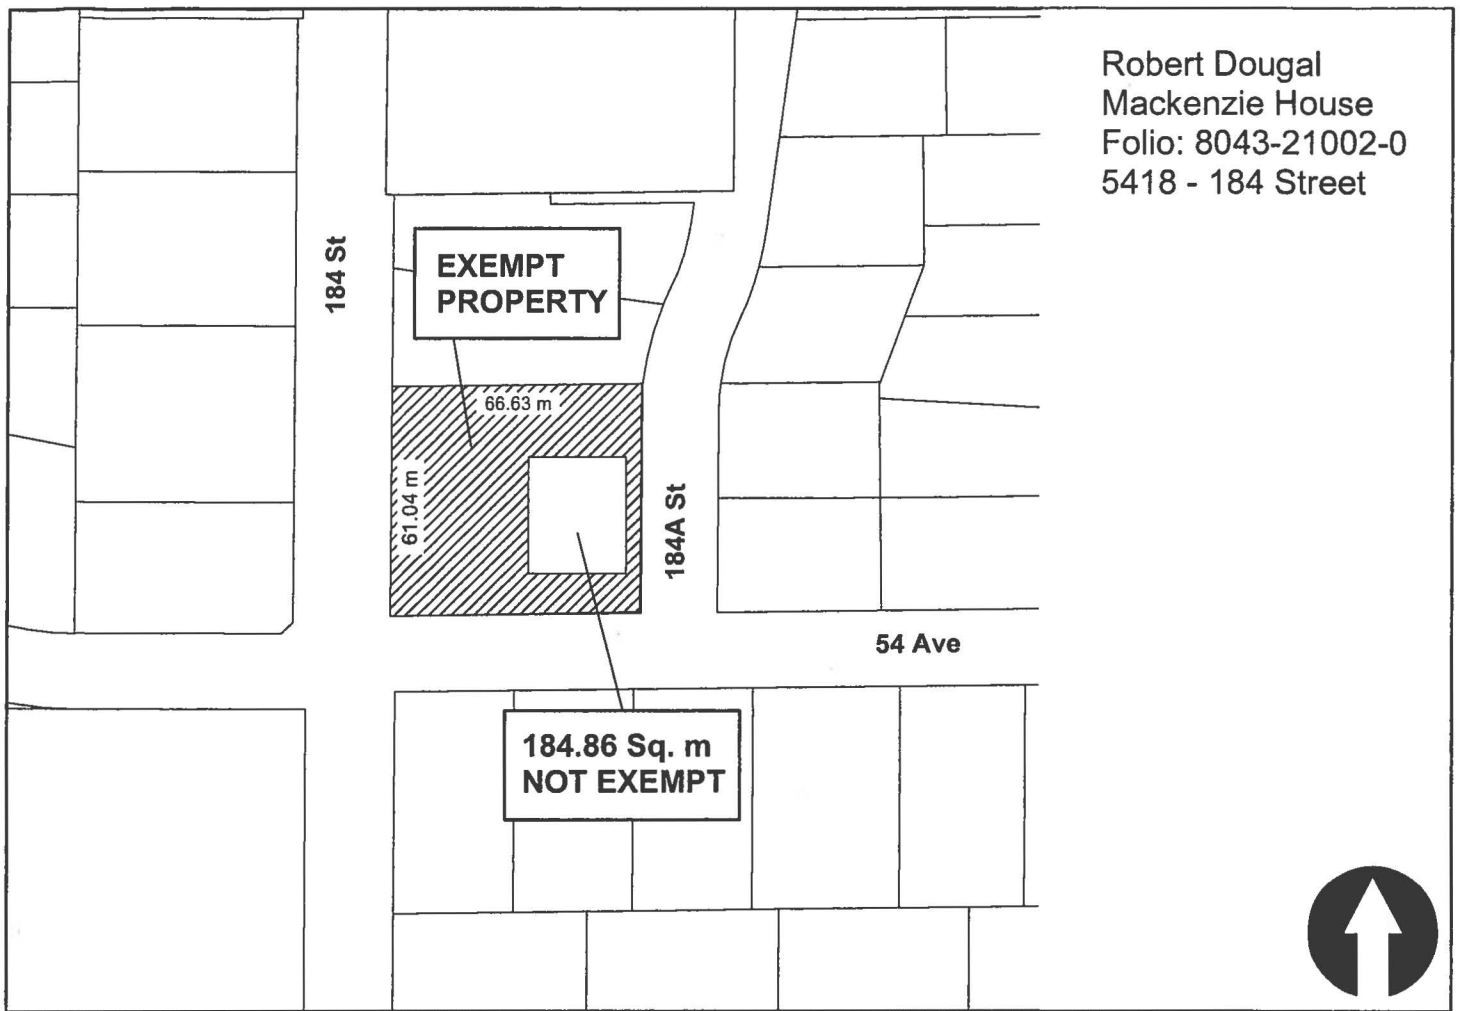 Robert Dougal
Mackenzie House
Folio: 8043-21002-0
5418 - 184 Street
184 St
EXEMPT
PROPERTY
66.63 m
61.04 m
184A St
54 Ave
184.86 Sq. m
NOT EXEMPT